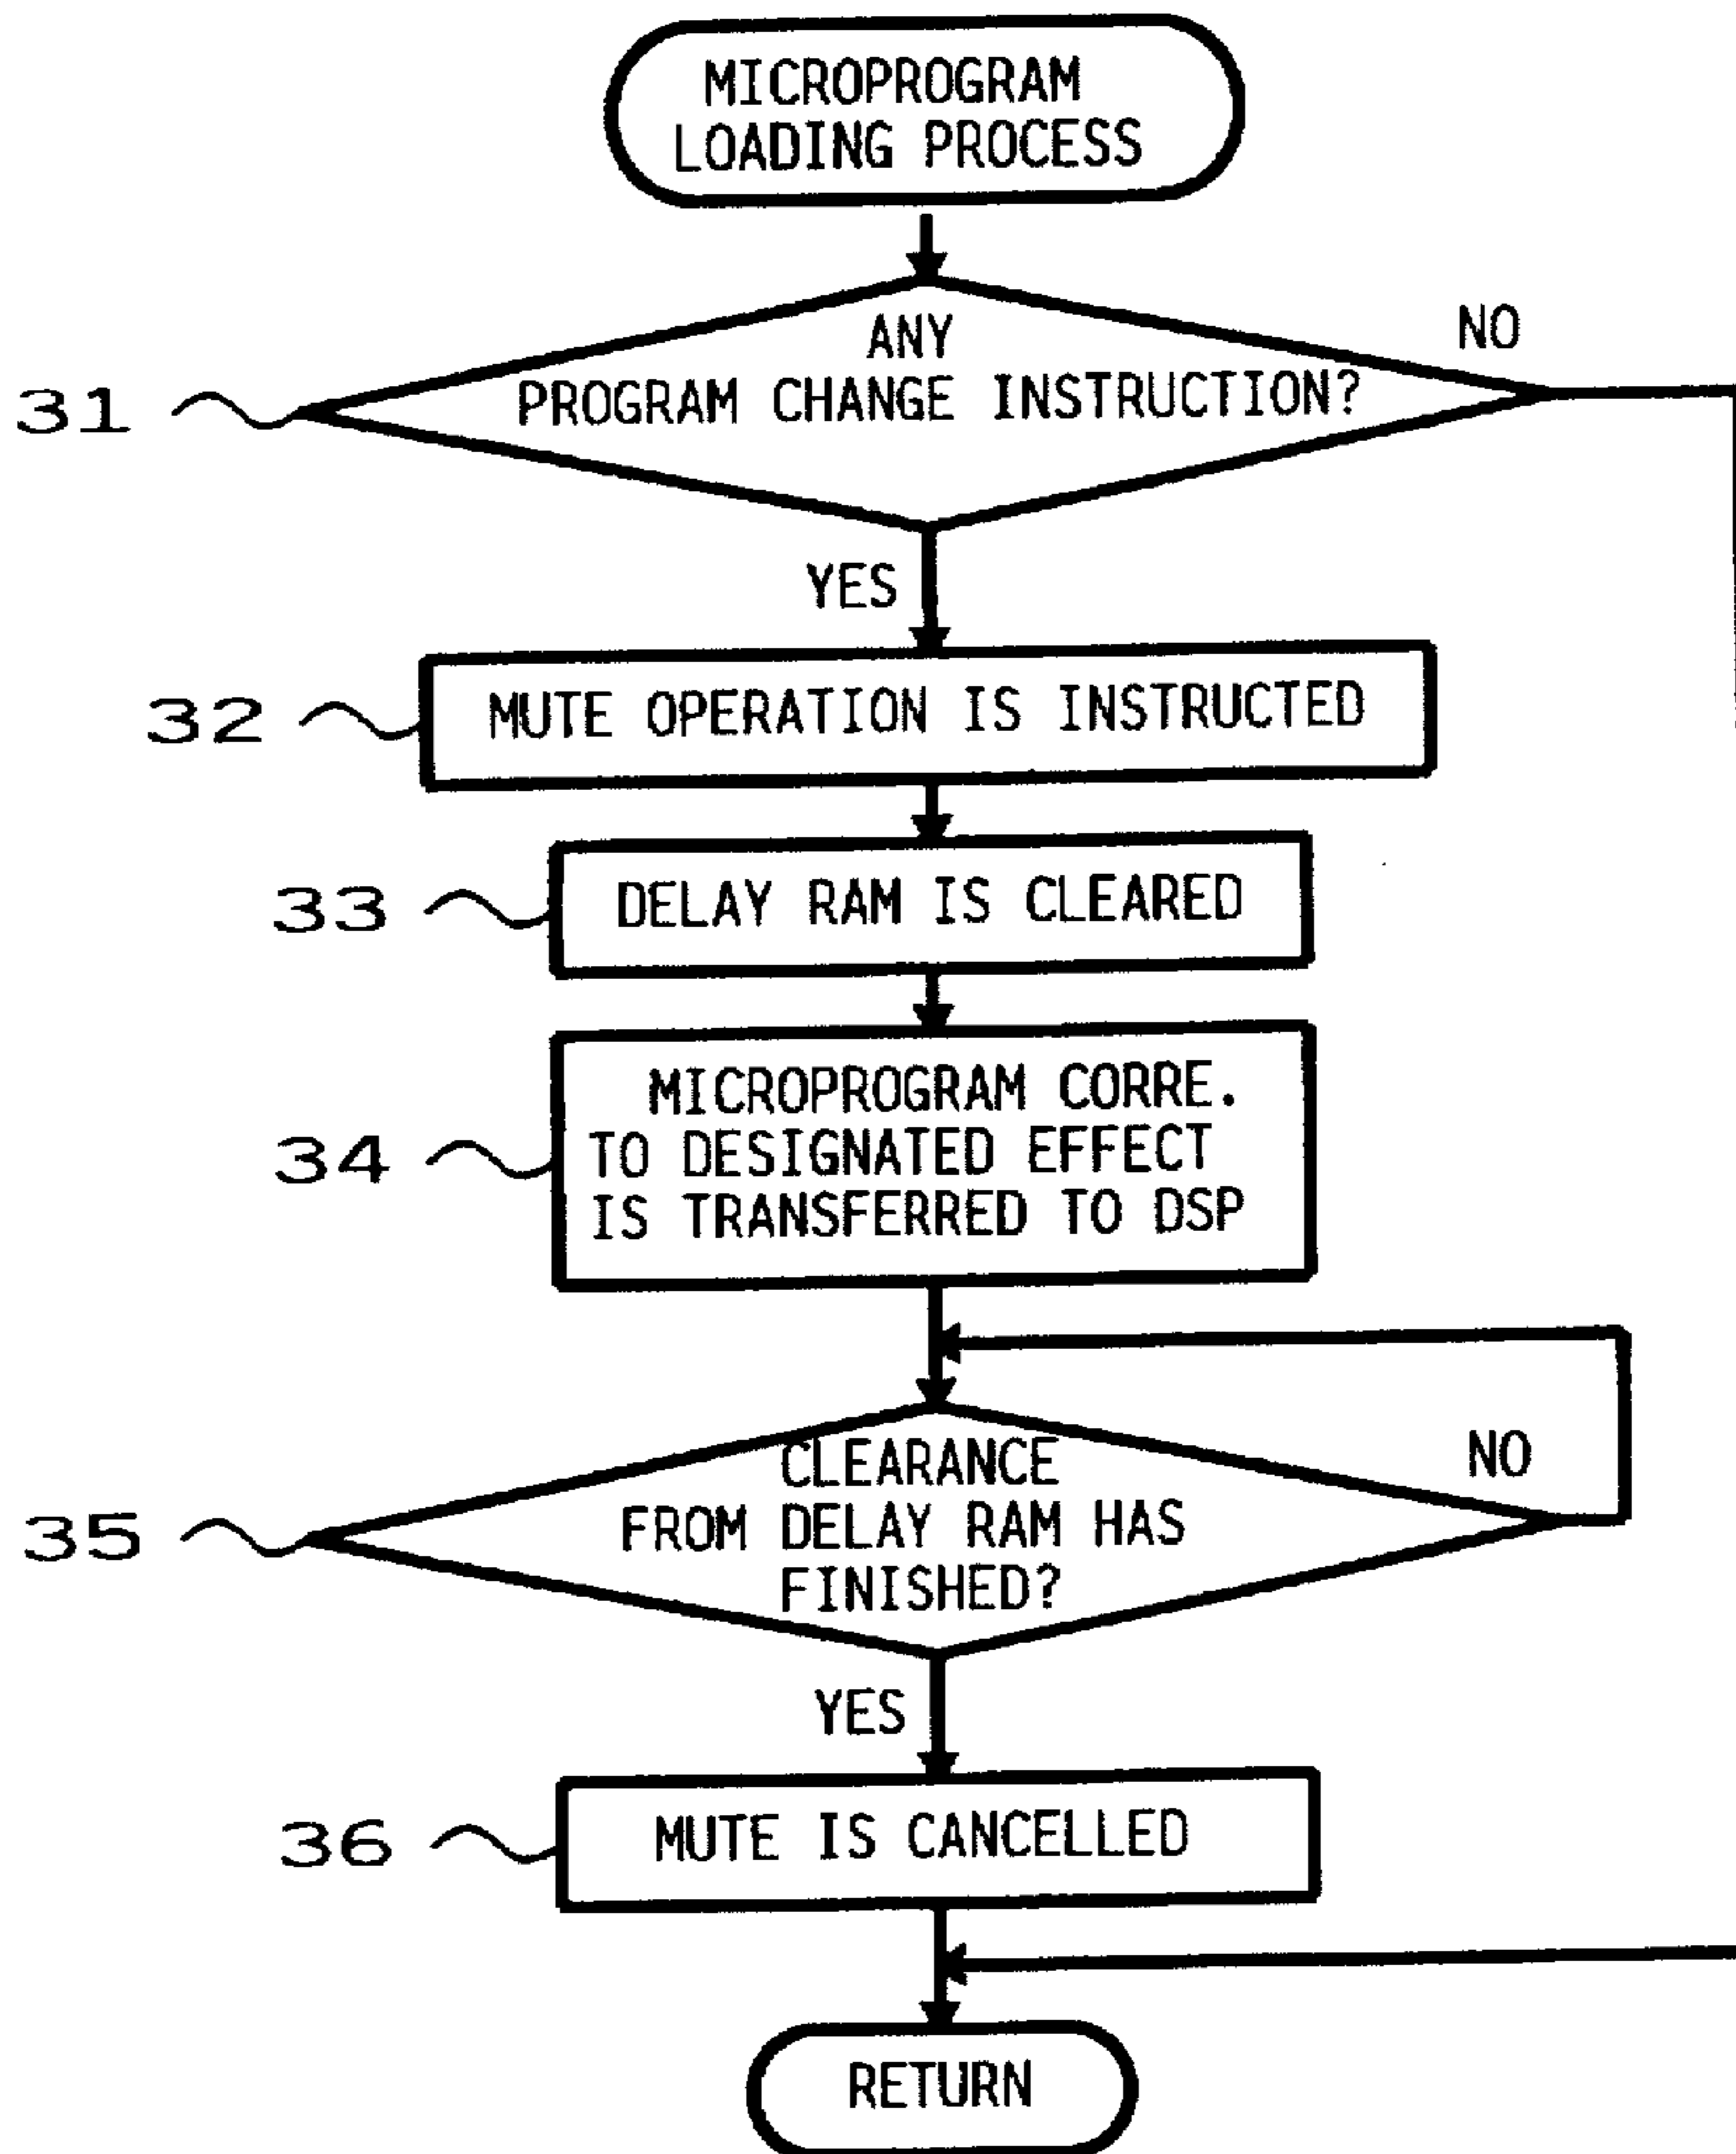 MICROPROGRAM
LOADING PROCESS
ANY
PROGRAM CHANGE INSTRUCTION?
NO
31
YES
32
MUTE OPERATION IS INSTRUCTED
33
DELAY RAM IS CLEARED
34
MICROPROGRAM CORRE.
TO DESIGNATED EFFECT
IS TRANSFERRED TO DSP
35
CLEARANCE
FROM DELAY RAM HAS
FINISHED?
NO
YES
36
MUTE IS CANCELLED
RETURN